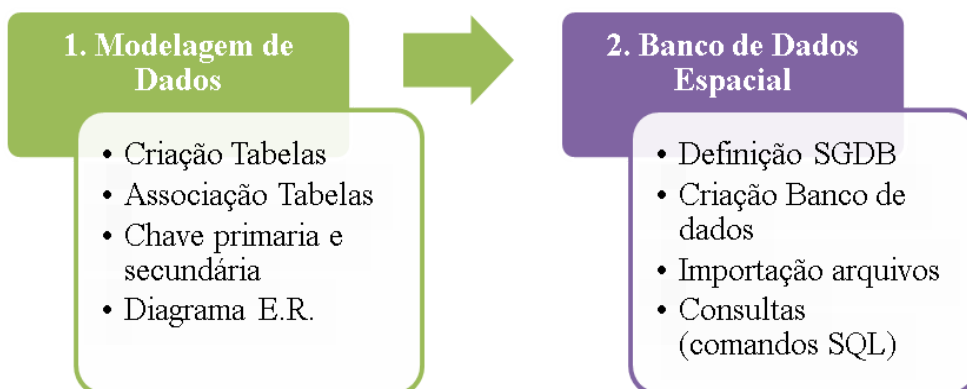 1. Modelagem de
Dados
• Criação Tabelas
• Associação Tabelas
• Chave primaria e
secundária
• Diagrama E.R.
2. Banco de Dados
Espacial
• Definição SGDB
• Criação Banco de
dados
• Importação arquivos
• Consultas
(comandos SQL)